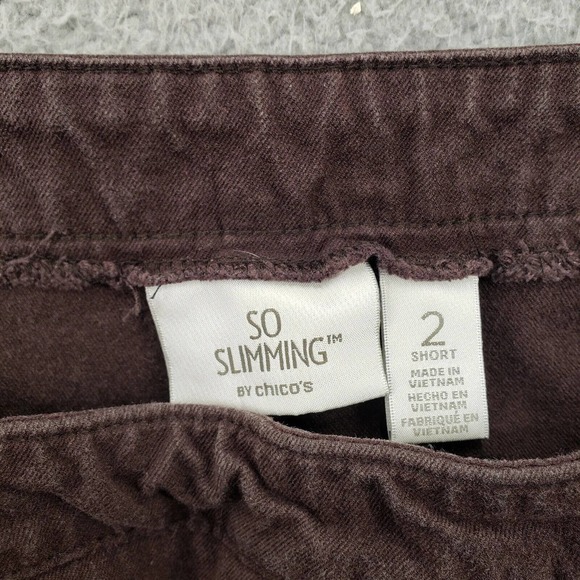 SO
SLIMMING™
BY chico's
2
SHORT
MADE IN
VIETNAM
HECHO EN
VIETNAM
FABRIQUÉ EN
VIETNAM